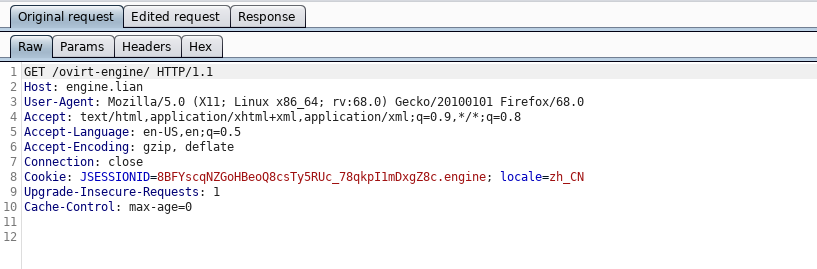 Original request Edited request Response
Raw Params Headers Hex
1 GET /ovirt-engine/ HTTP/1.1
2 Host: engine.lian
3 User-Agent: Mozilla/5.0 (X11; Linux x86_64; rv:68.0) Gecko/20100101 Firefox/68.0
4 Accept: text/html,application/xhtml+xml,application/xml;q=0.9,*/*;q=0.8
5 Accept-Language: en-US,en;q=0.5
6 Accept-Encoding: gzip, deflate
7 Connection: close
8 Cookie: JSESSIONID=8BFYscqNZGoHBeoQ8csTy5RUc_78qkpI1mDxgZ8c.engine; locale=zh_CN
9 Upgrade-Insecure-Requests: 1
10 Cache-Control: max-age=0
11
12